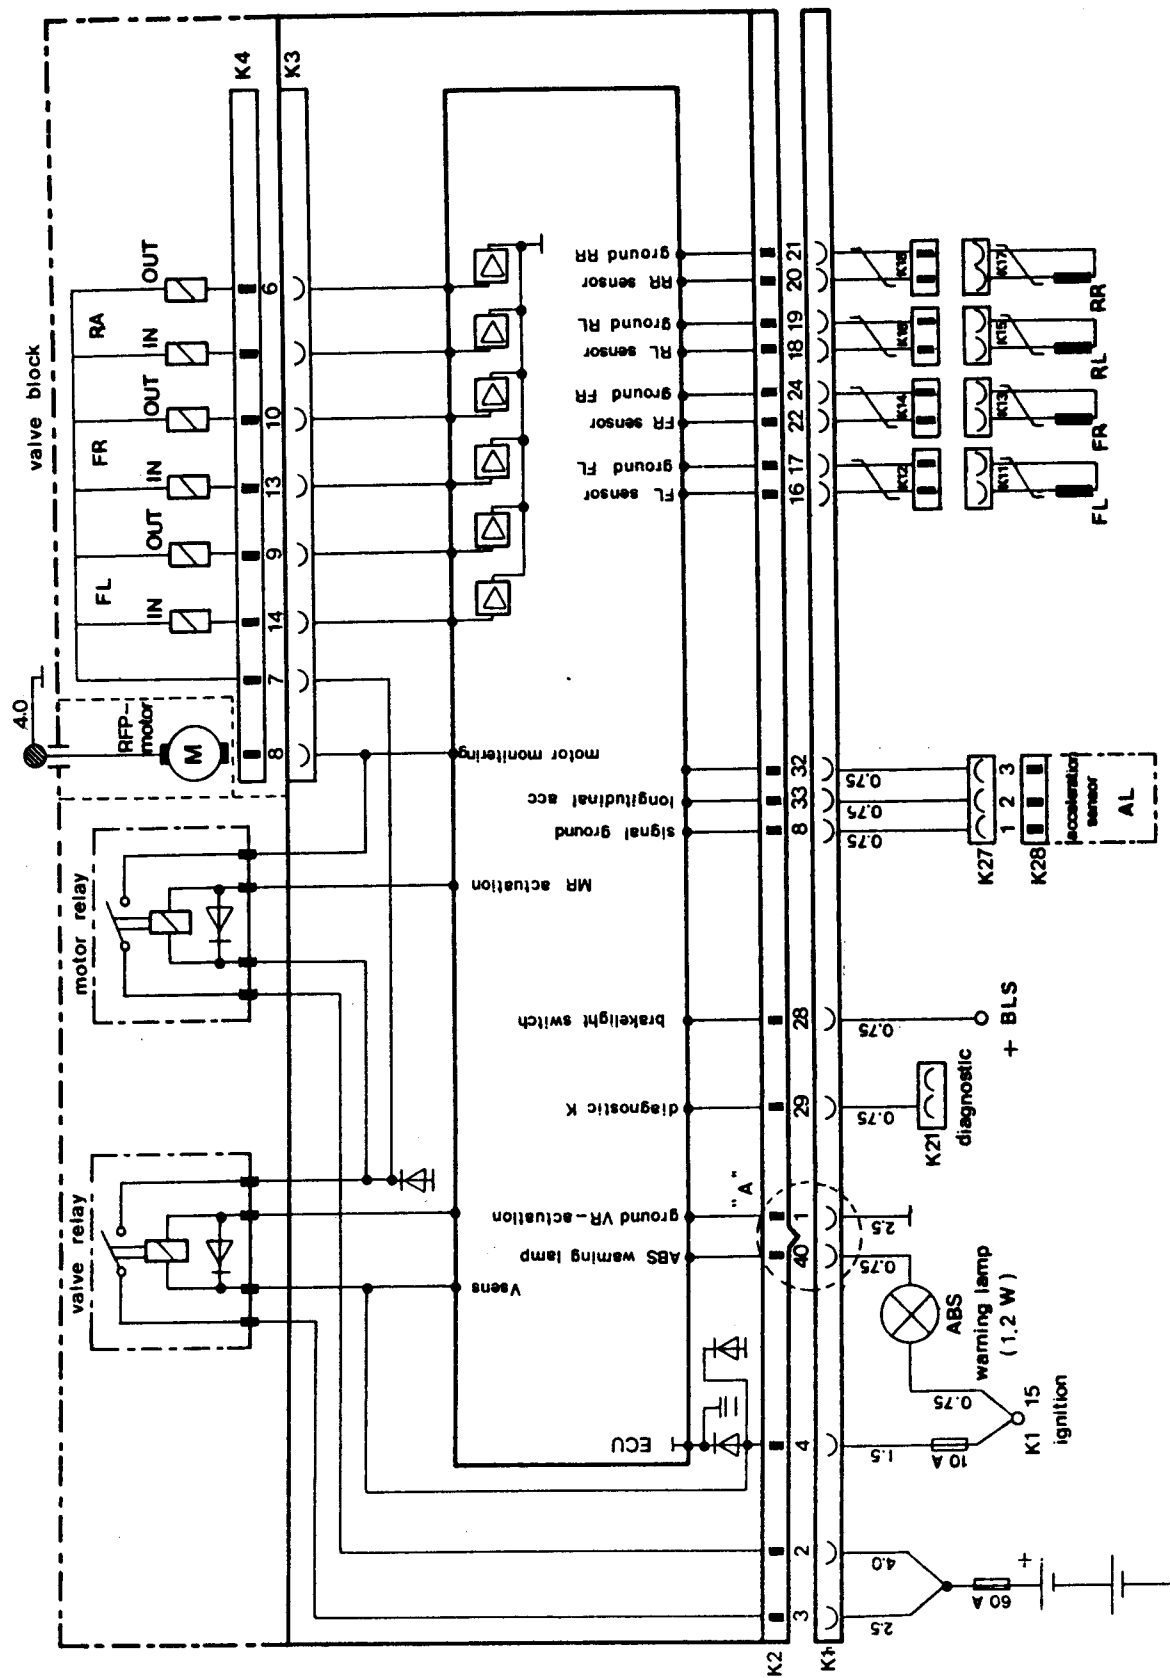 valve block
4.0
RFP-
motor
M
FL
FR
RA
IN
OUT
IN
OUT
IN
OUT
K4
K3
8
7
14
9
13
10
6
motor relay
valve relay
motor monitering
MR actuation
Vsens
ECU
ABS warning lamp
ground VR-actuation
"A"
diagnostic K
brakelight switch
signal ground
longitudinal acc
FL sensor
ground FL
FR sensor
ground FR
RL sensor
ground RL
RR sensor
ground RR
K2
3
2
4
40
1
29
28
8
33
32
16
17
22
24
18
19
20
21
2.5
4.0
1.5
0.75
2.5
0.75
0.75
0.75
0.75
0.75
60 A
+
10 A
0.75
K1 15
ignition
ABS
warning lamp
(1.2 W)
K21
diagnostic
+ BLS
K27
1
2
3
K28
acceleration
sensor
AL
K12
K14
K16
K18
K11
K13
K15
K17
FL
FR
RL
RR